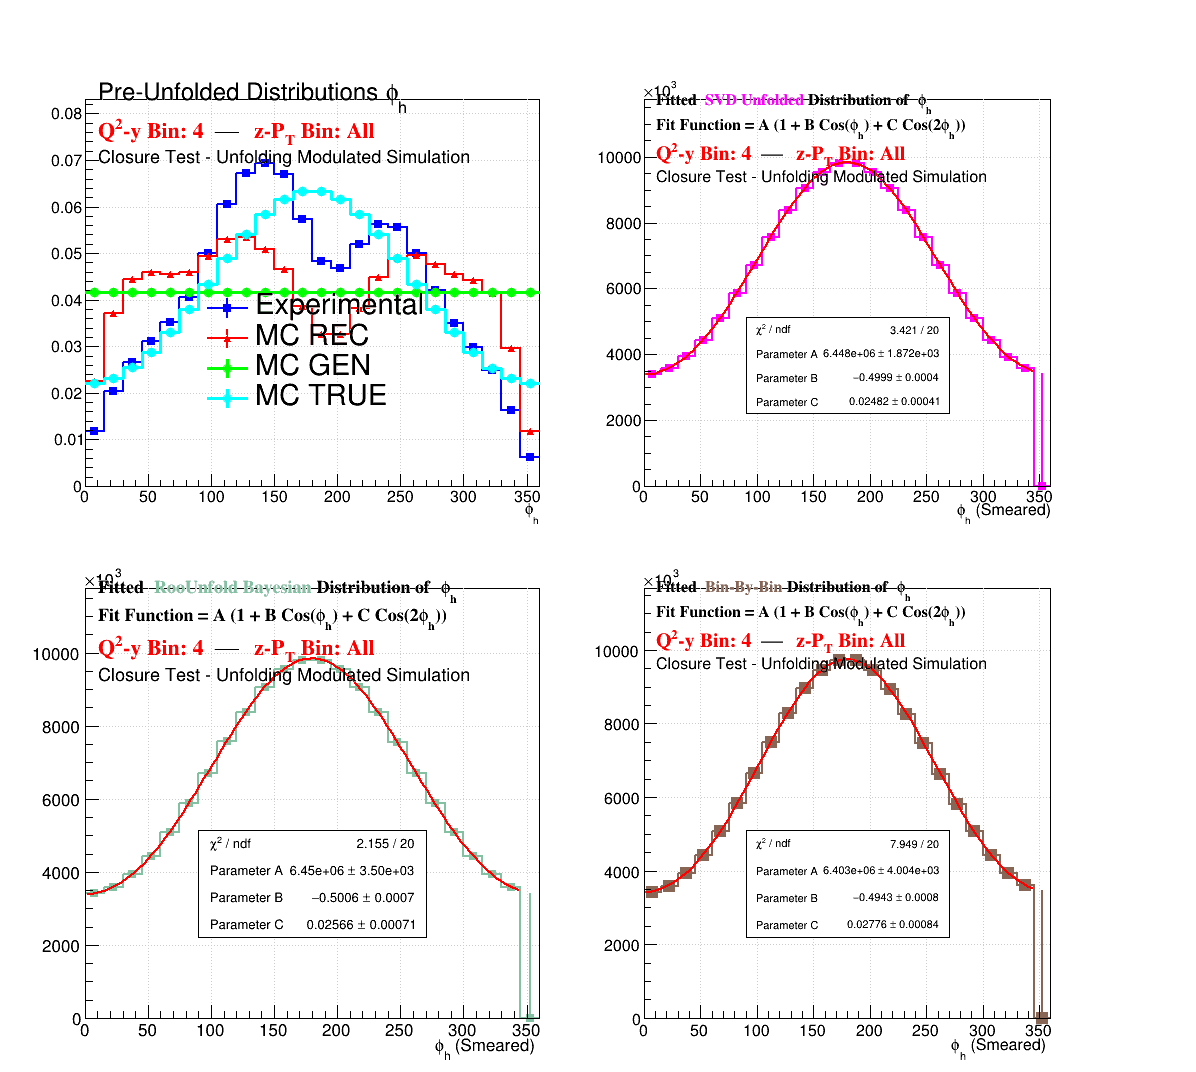 Pre-Unfolded Distributions ϕh
Q²-y Bin: 4 — z-PT Bin: All
Closure Test - Unfolding Modulated Simulation
0.08
0.07
0.06
0.05
0.04
0.03
0.02
0.01
0
Experimental
MC REC
MC GEN
MC TRUE
0 50 100 150 200 250 300 350
ϕh
×10³
Fitted SVD Unfolded Distribution of ϕh
Fit Function = A (1 + B Cos(ϕh) + C Cos(2ϕh))
Q²-y Bin: 4 — z-PT Bin: All
Closure Test - Unfolding Modulated Simulation
10000
8000
6000
4000
2000
0
χ² / ndf 3.421 / 20
Parameter A 6.448e+06 ± 1.872e+03
Parameter B −0.4999 ± 0.0004
Parameter C 0.02482 ± 0.00041
0 50 100 150 200 250 300 350
ϕh (Smeared)
×10³
Fitted RooUnfold Bayesian Distribution of ϕh
Fit Function = A (1 + B Cos(ϕh) + C Cos(2ϕh))
Q²-y Bin: 4 — z-PT Bin: All
Closure Test - Unfolding Modulated Simulation
10000
8000
6000
4000
2000
0
χ² / ndf 2.155 / 20
Parameter A 6.45e+06 ± 3.50e+03
Parameter B −0.5006 ± 0.0007
Parameter C 0.02566 ± 0.00071
0 50 100 150 200 250 300 350
ϕh (Smeared)
×10³
Fitted Bin-By-Bin Distribution of ϕh
Fit Function = A (1 + B Cos(ϕh) + C Cos(2ϕh))
Q²-y Bin: 4 — z-PT Bin: All
Closure Test - Unfolding Modulated Simulation
10000
8000
6000
4000
2000
0
χ² / ndf 7.949 / 20
Parameter A 6.403e+06 ± 4.004e+03
Parameter B −0.4943 ± 0.0008
Parameter C 0.02776 ± 0.00084
0 50 100 150 200 250 300 350
ϕh (Smeared)